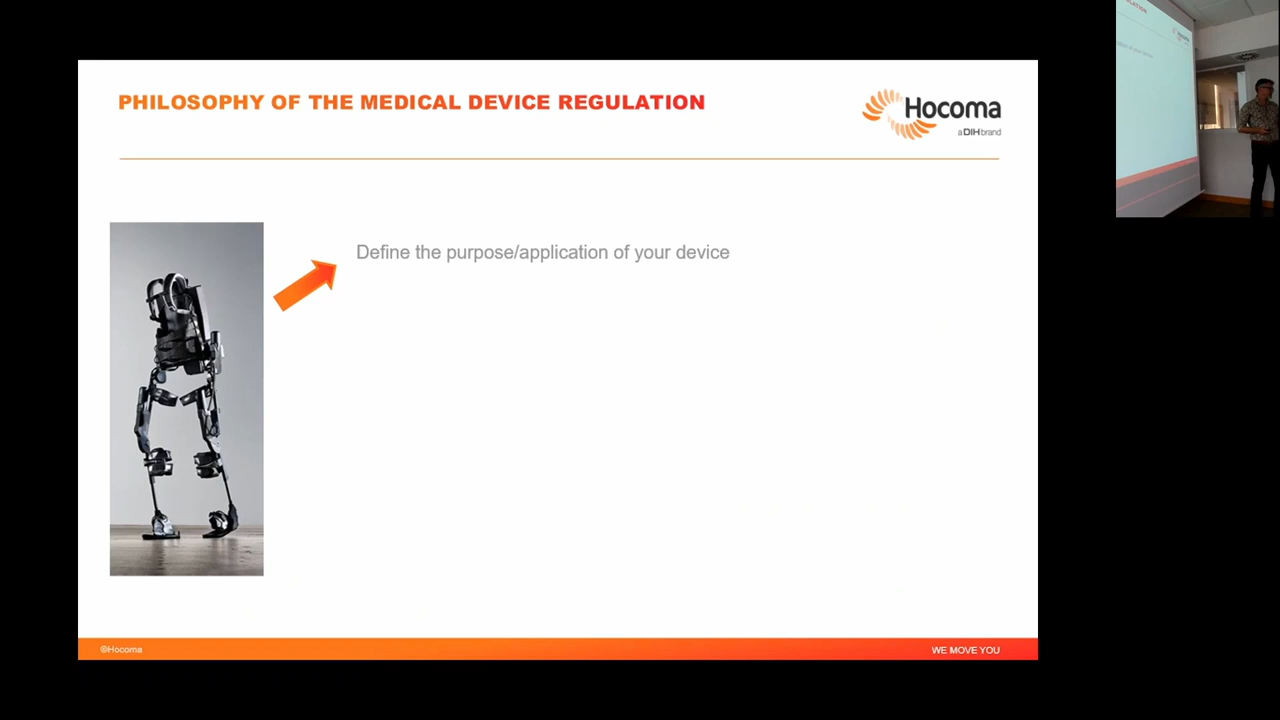 PHILOSOPHY OF THE MEDICAL DEVICE REGULATION
Hocoma
a DIH brand
Define the purpose/application of your device
©Hocoma
WE MOVE YOU